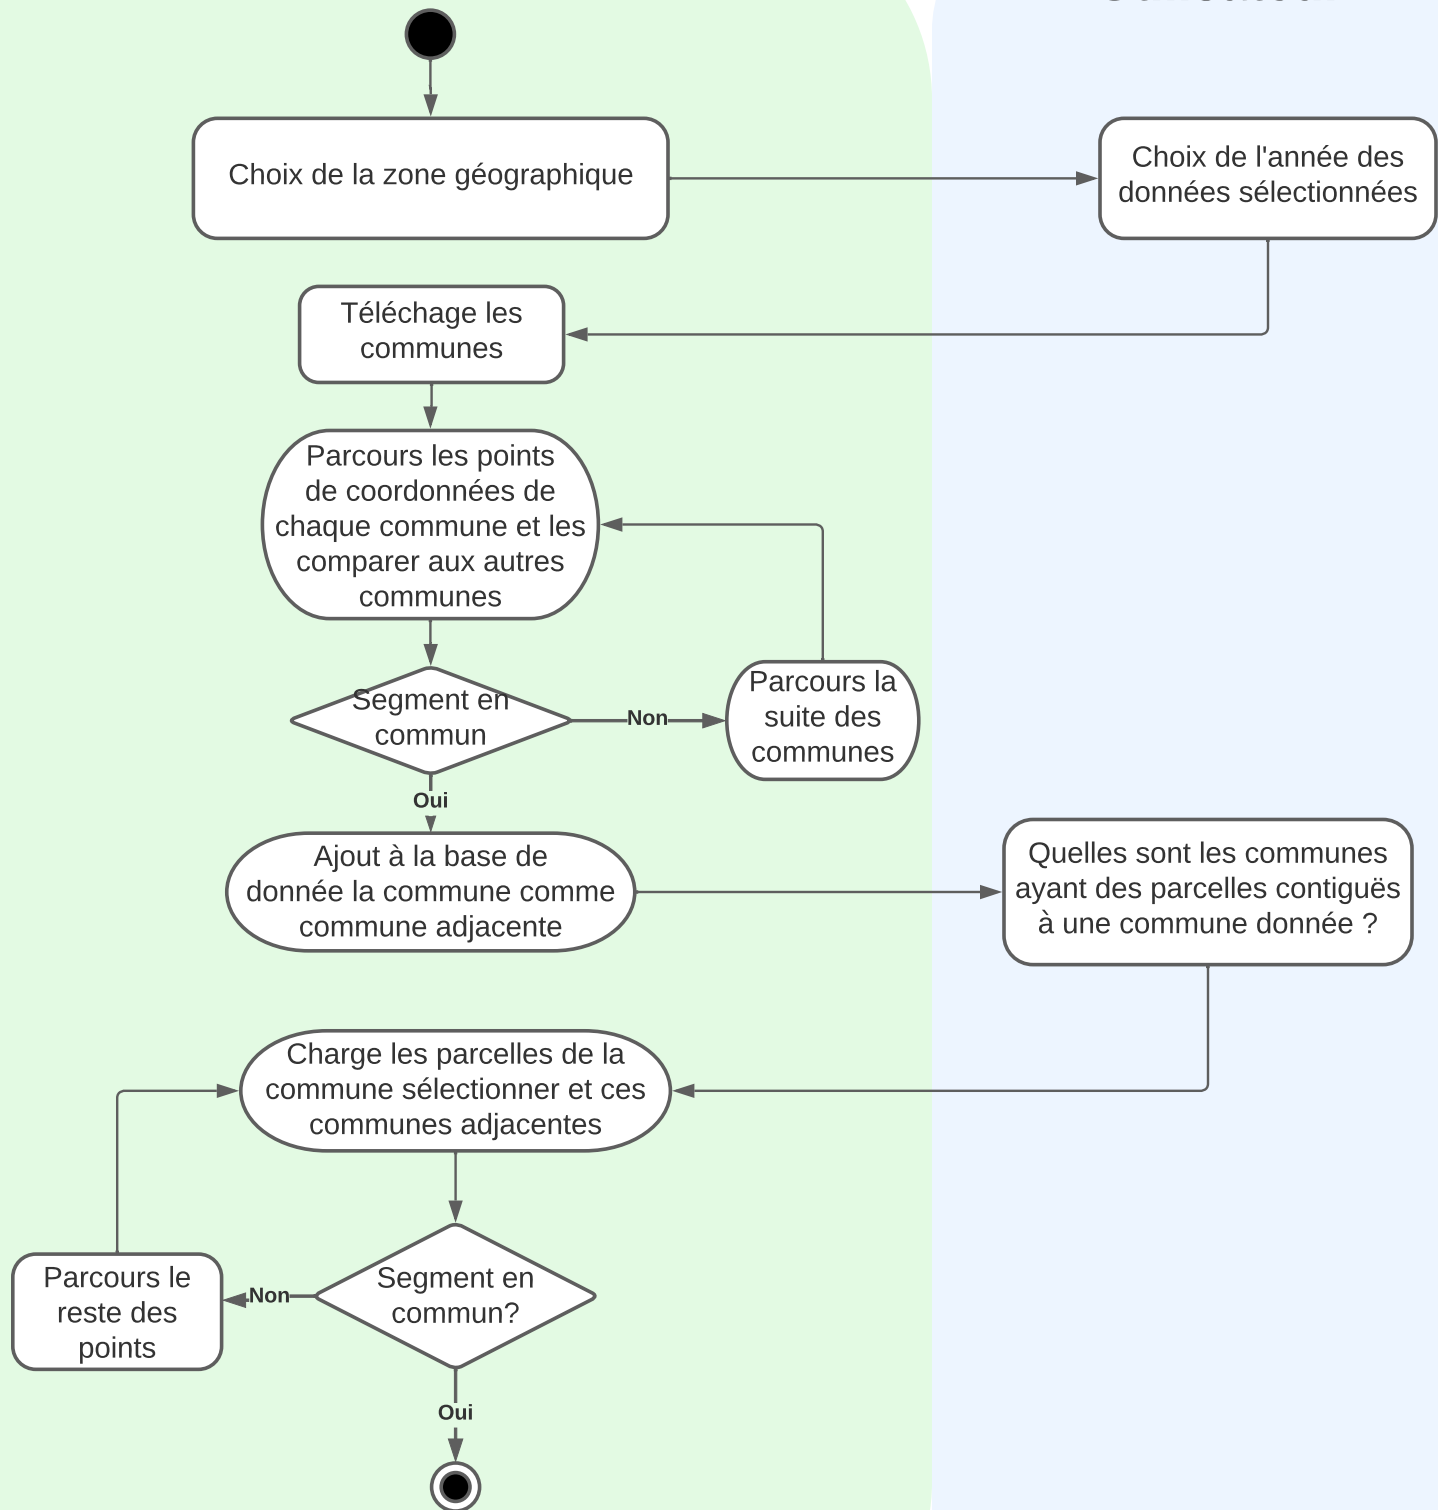 Choix de la zone géographique
Choix de l'année des
données sélectionnées
Téléchage les
communes
Parcours les points
de coordonnées de
chaque commune et les
comparer aux autres
communes
Segment en
commun
Non
Parcours la
suite des
communes
Oui
Ajout à la base de
donnée la commune comme
commune adjacente
Quelles sont les communes
ayant des parcelles contiguës
à une commune donnée ?
Charge les parcelles de la
commune sélectionner et ces
communes adjacentes
Segment en
commun?
Non
Parcours le
reste des
points
Oui